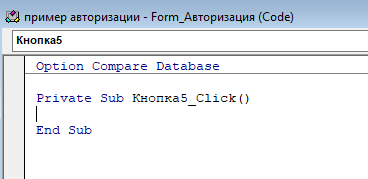 пример авторизации - Form_Авторизация (Code)
Кнопка5
Option Compare Database
Private Sub Кнопка5_Click()
End Sub